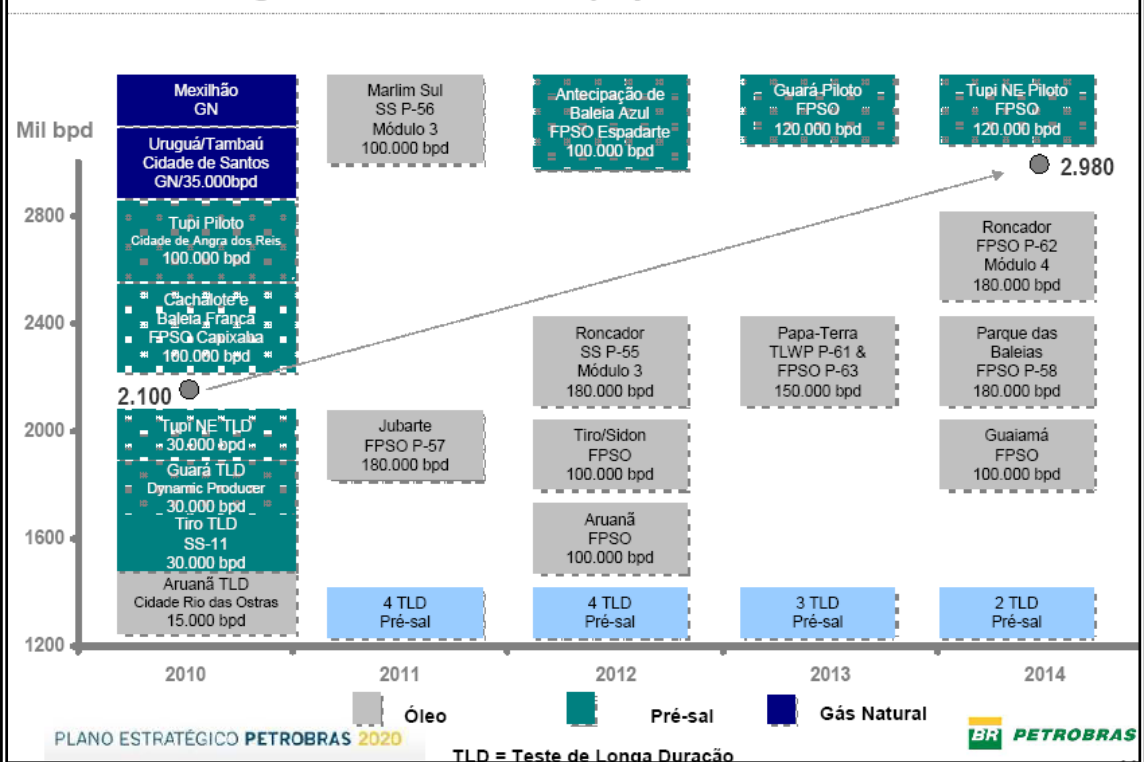 Mil bpd
2800
2400
2000
1600
1200
Mexilhão
GN
Uruguá/Tambaú
Cidade de Santos
GN/35.000bpd
Tupi Piloto
Cidade de Angra dos Reis
100.000 bpd
Cachalote e
Baleia Franca
FPSO Capixaba
100.000 bpd
2.100
Tupi NE TLD
30.000 bpd
Guará TLD
Dynamic Producer
30.000 bpd
Tiro TLD
SS-11
30.000 bpd
Aruanã TLD
Cidade Rio das Ostras
15.000 bpd
Marlim Sul
SS P-56
Módulo 3
100.000 bpd
Jubarte
FPSO P-57
180.000 bpd
4 TLD
Pré-sal
Antecipação de
Baleia Azul
FPSO Espadarte
100.000 bpd
Roncador
SS P-55
Módulo 3
180.000 bpd
Tiro/Sidon
FPSO
100.000 bpd
Aruanã
FPSO
100.000 bpd
4 TLD
Pré-sal
Guará Piloto
FPSO
120.000 bpd
Papa-Terra
TLWP P-61 &
FPSO P-63
150.000 bpd
3 TLD
Pré-sal
Tupi NE Piloto
FPSO
120.000 bpd
2.980
Roncador
FPSO P-62
Módulo 4
180.000 bpd
Parque das
Baleias
FPSO P-58
180.000 bpd
Guaiamá
FPSO
100.000 bpd
2 TLD
Pré-sal
2010
2011
2012
2013
2014
Óleo
Pré-sal
Gás Natural
PLANO ESTRATÉGICO PETROBRAS 2020
BR PETROBRAS
TLD = Teste de Longa Duração